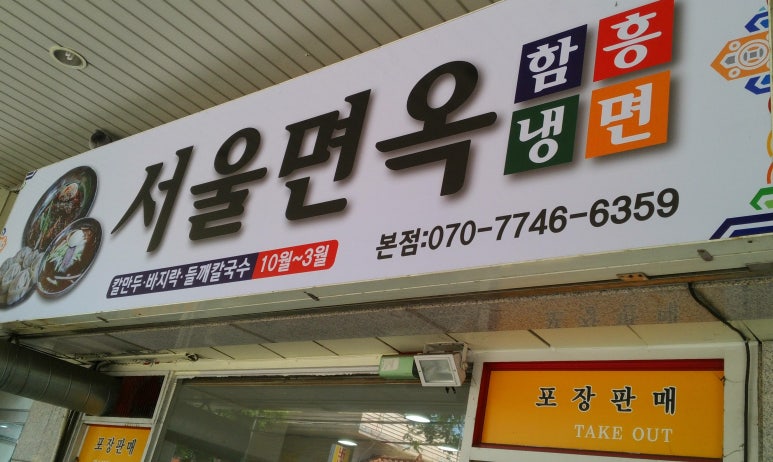 서울면옥
함흥
냉면
본점:070-7746-6359
칼만두·바지락·들깨칼국수 10월~3월
포장판매
TAKE OUT
포장판매